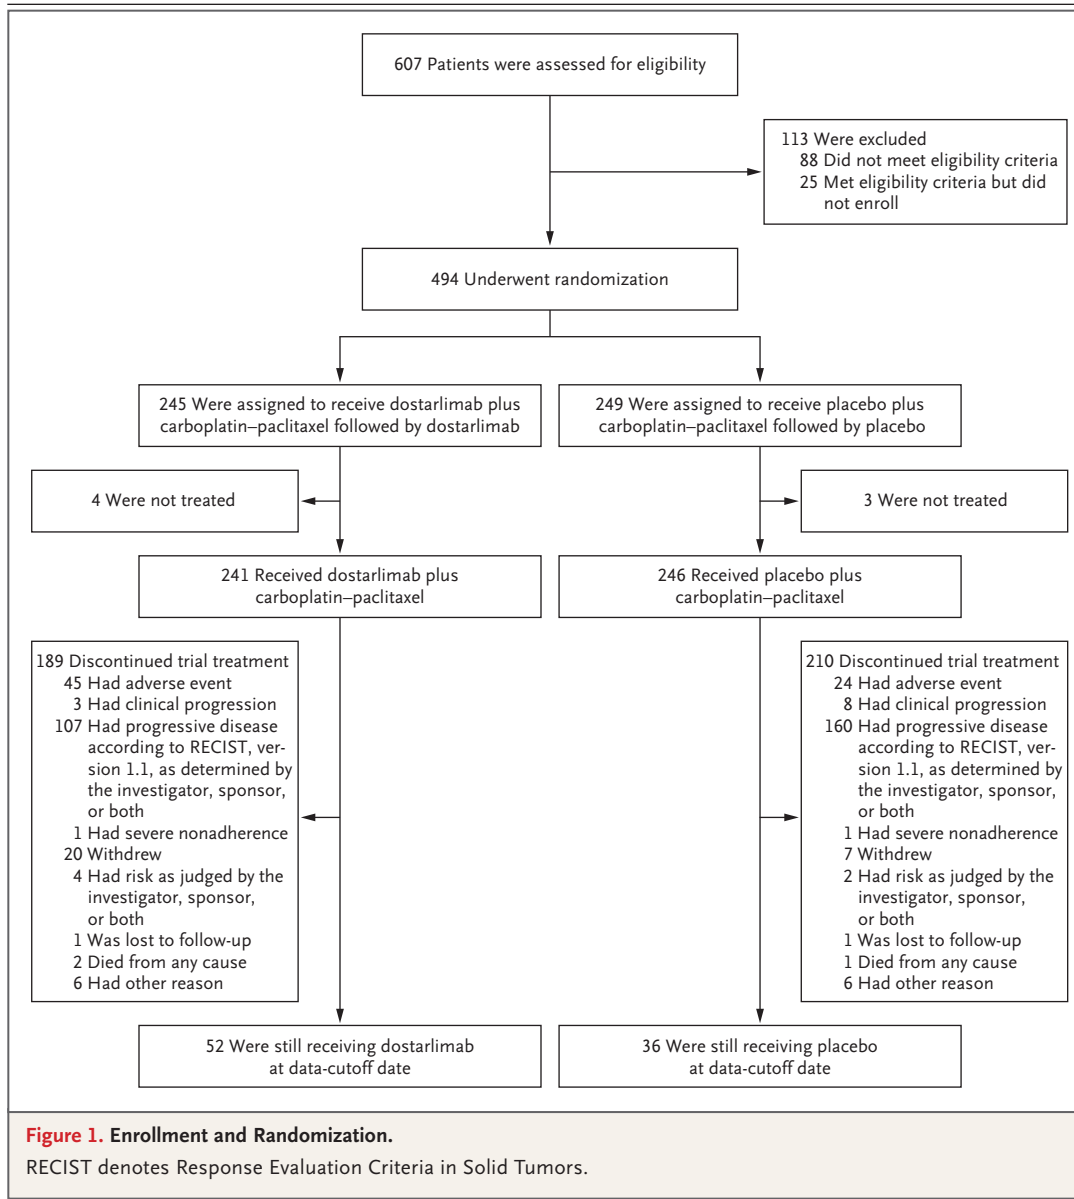 607 Patients were assessed for eligibility
113 Were excluded
88 Did not meet eligibility criteria
25 Met eligibility criteria but did
not enroll
494 Underwent randomization
245 Were assigned to receive dostarlimab plus
carboplatin–paclitaxel followed by dostarlimab
249 Were assigned to receive placebo plus
carboplatin–paclitaxel followed by placebo
4 Were not treated
3 Were not treated
241 Received dostarlimab plus
carboplatin–paclitaxel
246 Received placebo plus
carboplatin–paclitaxel
189 Discontinued trial treatment
45 Had adverse event
3 Had clinical progression
107 Had progressive disease
according to RECIST, ver-
sion 1.1, as determined by
the investigator, sponsor,
or both
1 Had severe nonadherence
20 Withdrew
4 Had risk as judged by the
investigator, sponsor,
or both
1 Was lost to follow-up
2 Died from any cause
6 Had other reason
210 Discontinued trial treatment
24 Had adverse event
8 Had clinical progression
160 Had progressive disease
according to RECIST, ver-
sion 1.1, as determined by
the investigator, sponsor,
or both
1 Had severe nonadherence
7 Withdrew
2 Had risk as judged by the
investigator, sponsor,
or both
1 Was lost to follow-up
1 Died from any cause
6 Had other reason
52 Were still receiving dostarlimab
at data-cutoff date
36 Were still receiving placebo
at data-cutoff date
Figure 1. Enrollment and Randomization.
RECIST denotes Response Evaluation Criteria in Solid Tumors.